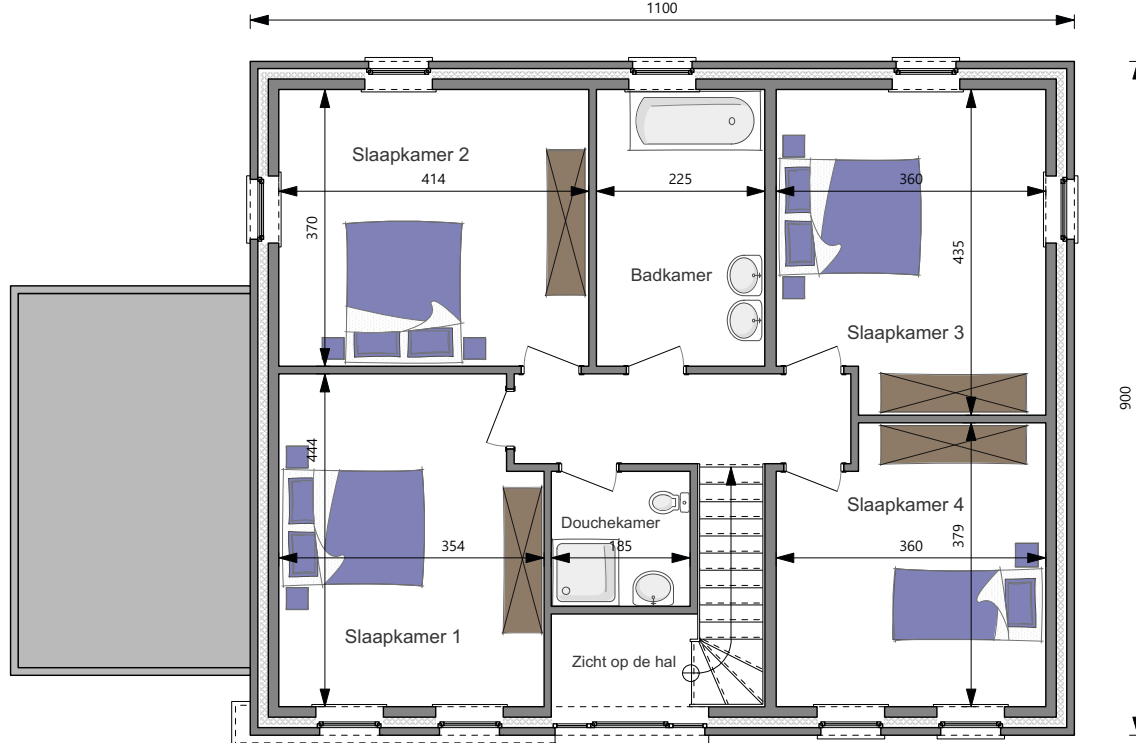 1100
Slaapkamer 2
414
225
360
370
435
Badkamer
Slaapkamer 3
900
444
Slaapkamer 4
Douchekamer
379
354
185
360
Slaapkamer 1
Zicht op de hal